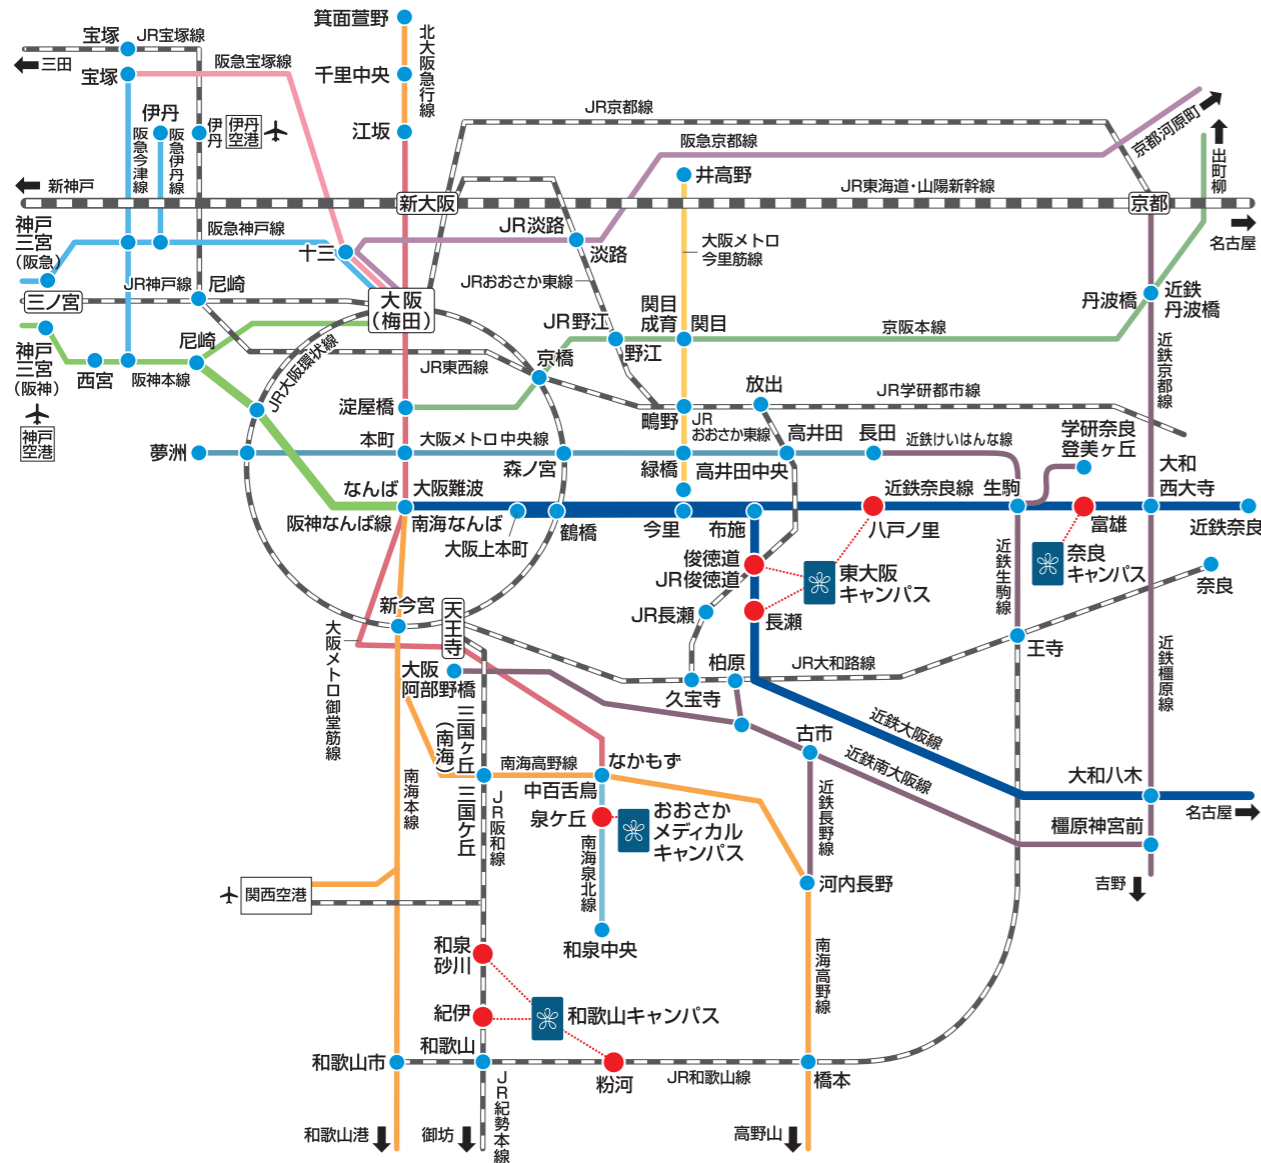 箕面萱野
宝塚
JR宝塚線
三田
宝塚
阪急宝塚線
北大阪急行線
千里中央
伊丹
阪急今津線
阪急伊丹線
伊丹
伊丹
空港
江坂
JR京都線
阪急京都線
京都河原町
出町柳
井高野
新神戸
新大阪
JR東海道・山陽新幹線
京都
名古屋
神戸
三宮
(阪急)
阪急神戸線
十三
JR淡路
淡路
大阪メトロ
今里筋線
JRおおさか東線
JR神戸線
尼崎
三ノ宮
大阪
(梅田)
丹波橋
近鉄
丹波橋
関目
成育
関目
JR野江
野江
京阪本線
尼崎
神戸
三宮
(阪神)
西宮
阪神本線
JR大阪環状線
JR東西線
京橋
近鉄京都線
神戸
空港
淀屋橋
放出
JR学研都市線
鴫野
JR
おおさか東線
夢洲
本町
大阪メトロ中央線
森ノ宮
緑橋
高井田
高井田中央
長田
近鉄けいはんな線
学研奈良
登美ヶ丘
大和
西大寺
なんば
大阪難波
阪神なんば線
南海なんば
大阪上本町
鶴橋
今里
布施
近鉄奈良線
八戸ノ里
生駒
富雄
近鉄奈良
俊徳道
JR俊徳道
東大阪
キャンパス
奈良
キャンパス
近鉄生駒線
奈良
JR長瀬
長瀬
新今宮
天王寺
大阪メトロ御堂筋線
大阪
阿部野橋
柏原
久宝寺
JR大和路線
王寺
近鉄橿原線
三国ヶ丘
(南海)
古市
近鉄大阪線
近鉄南大阪線
南海本線
南海高野線
なかもず
中百舌鳥
三国ケ丘
JR阪和線
泉ケ丘
おおさか
メディカル
キャンパス
南海泉北線
近鉄長野線
大和八木
名古屋
橿原神宮前
関西空港
河内長野
吉野
和泉
砂川
和泉中央
南海高野線
紀伊
和歌山キャンパス
和歌山市
和歌山
粉河
JR和歌山線
橋本
JR紀勢本線
和歌山港
御坊
高野山